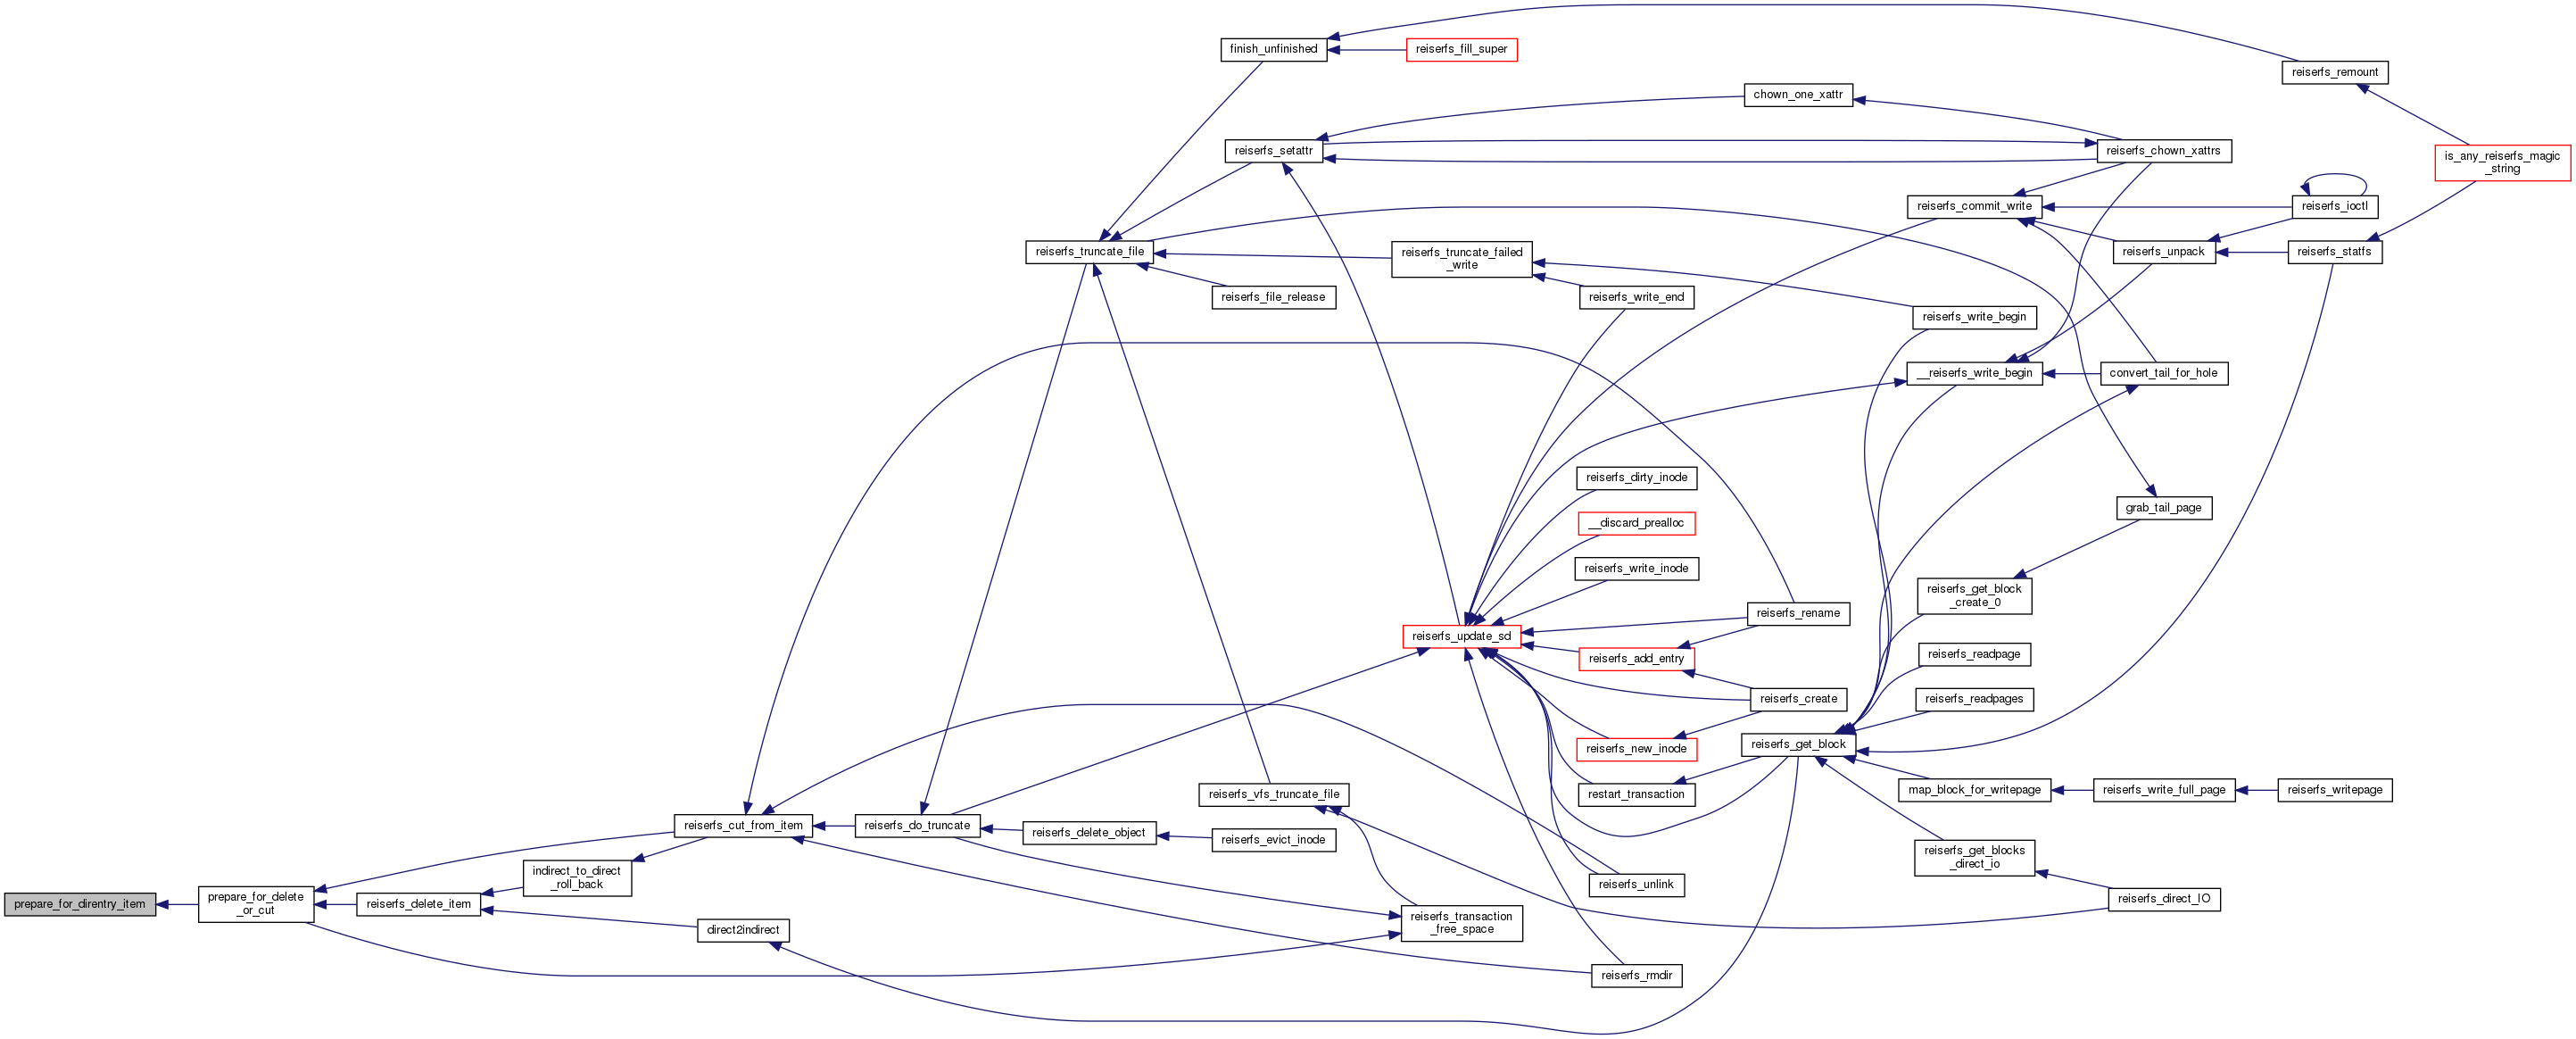 finish_unfinished
reiserfs_fill_super
reiserfs_remount
chown_one_xattr
reiserfs_setattr
reiserfs_chown_xattrs
is_any_reiserfs_magic
_string
reiserfs_commit_write
reiserfs_ioctl
reiserfs_truncate_file
reiserfs_truncate_failed
_write
reiserfs_unpack
reiserfs_statfs
reiserfs_file_release
reiserfs_write_end
reiserfs_write_begin
__reiserfs_write_begin
convert_tail_for_hole
reiserfs_dirty_inode
grab_tail_page
__discard_prealloc
reiserfs_write_inode
reiserfs_get_block
_create_0
reiserfs_rename
reiserfs_update_sd
reiserfs_add_entry
reiserfs_readpage
reiserfs_create
reiserfs_readpages
reiserfs_new_inode
reiserfs_get_block
reiserfs_vfs_truncate_file
restart_transaction
map_block_for_writepage
reiserfs_write_full_page
reiserfs_writepage
reiserfs_cut_from_item
reiserfs_do_truncate
reiserfs_delete_object
reiserfs_evict_inode
reiserfs_get_blocks
_direct_io
indirect_to_direct
_roll_back
reiserfs_unlink
prepare_for_direntry_item
prepare_for_delete
_or_cut
reiserfs_delete_item
reiserfs_direct_IO
direct2indirect
reiserfs_transaction
_free_space
reiserfs_rmdir